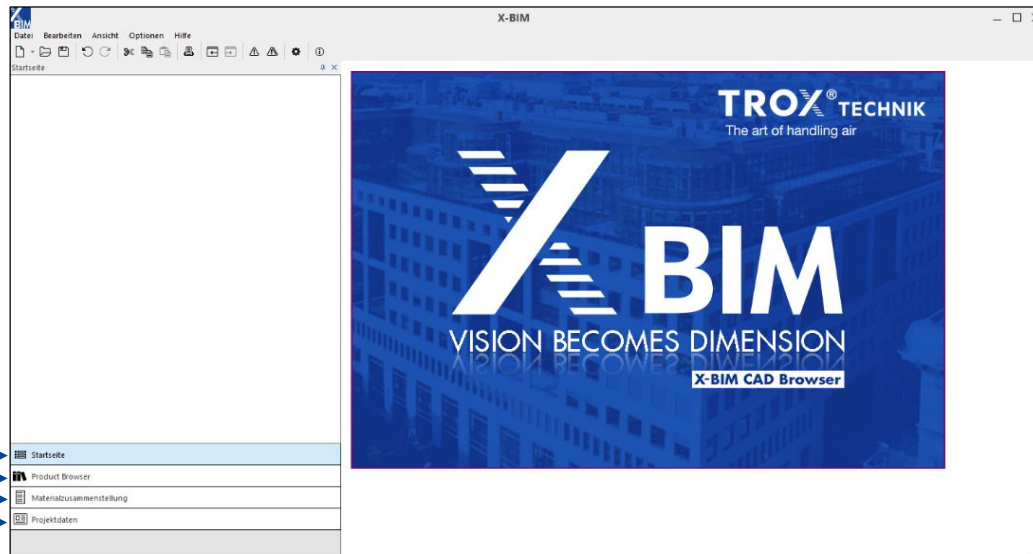 X-BIM
BIM
Datei Bearbeiten Ansicht Optionen Hilfe
Startseite
TROX® TECHNIK
The art of handling air
X BIM
VISION BECOMES DIMENSION
X-BIM CAD Browser
Startseite
Product Browser
Materialzusammenstellung
Projektdaten